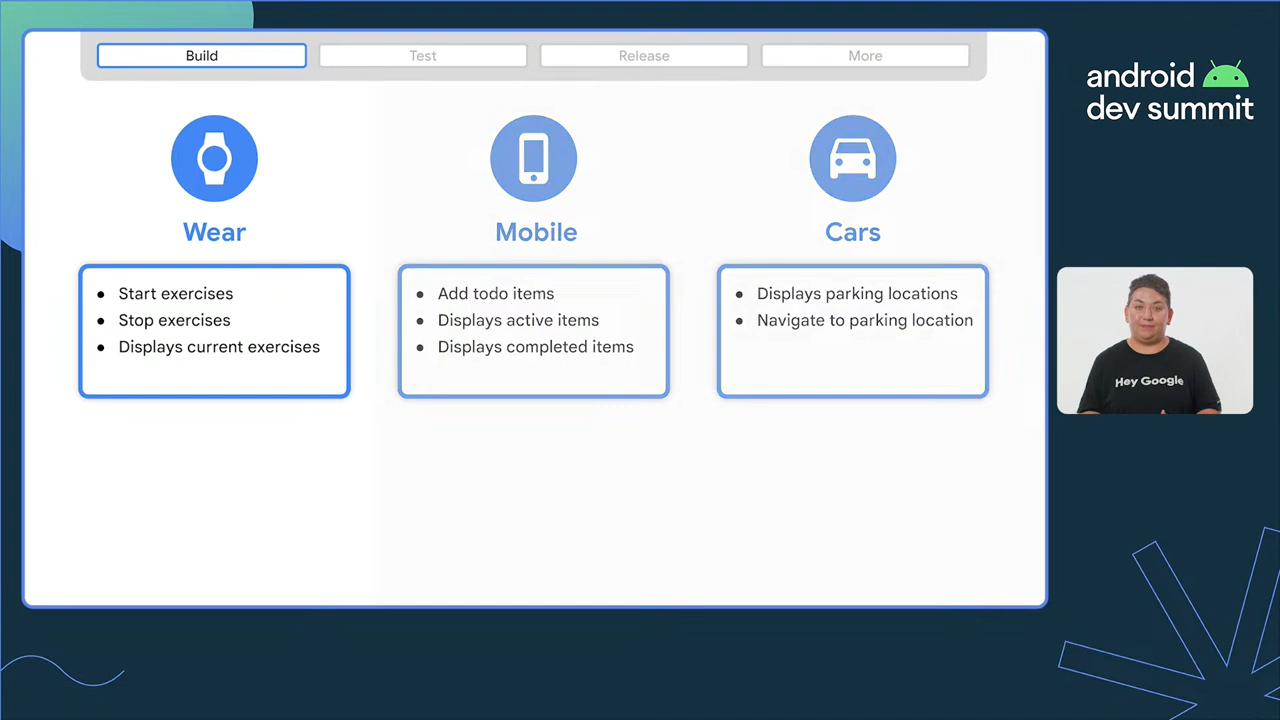 Build
Test
Release
More
android
dev summit
Wear
Mobile
Cars
• Start exercises
• Stop exercises
• Displays current exercises
• Add todo items
• Displays active items
• Displays completed items
• Displays parking locations
• Navigate to parking location
Hey Google